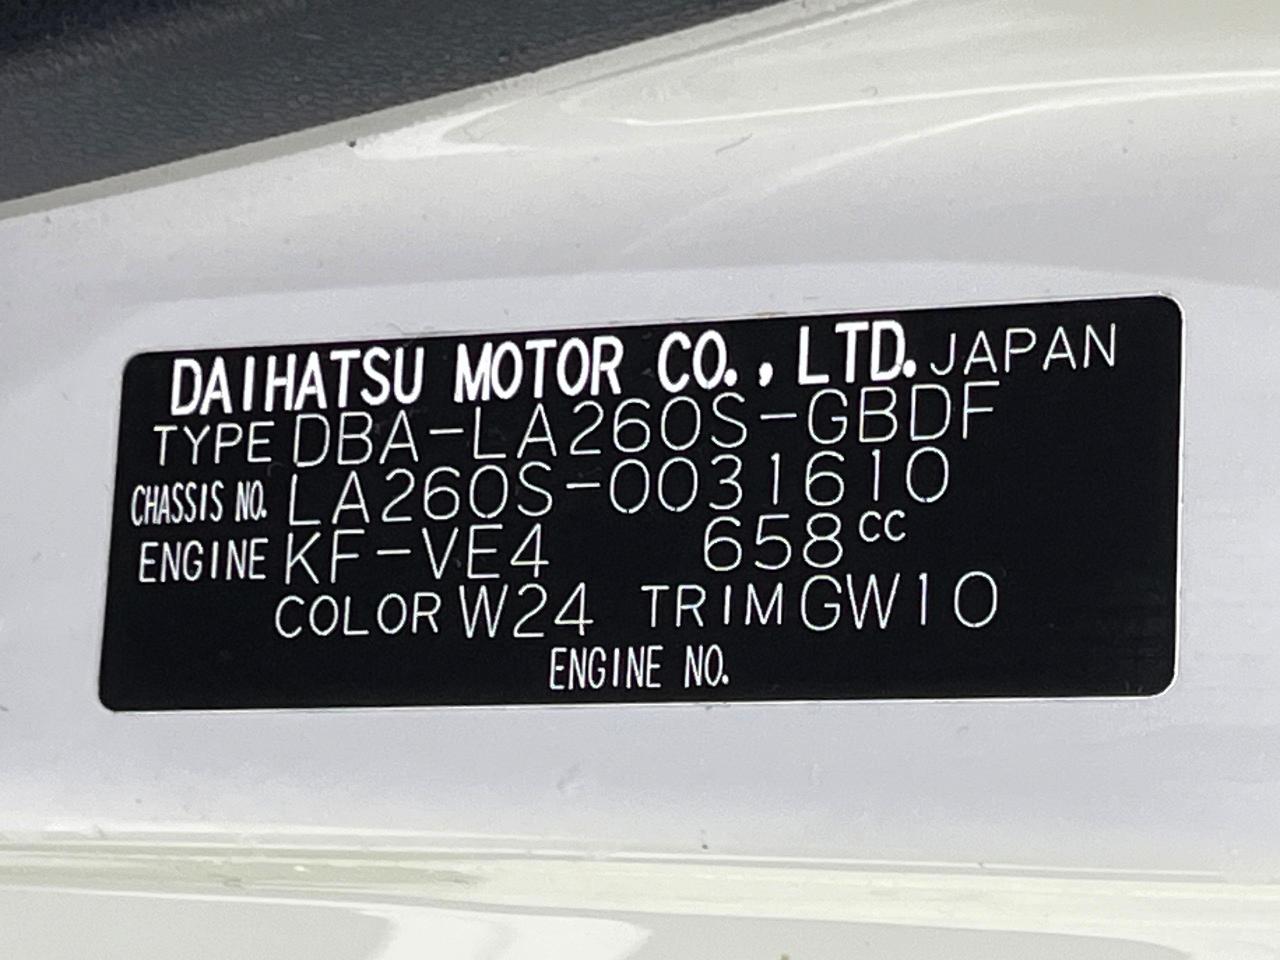 DAIHATSU MOTOR CO., LTD. JAPAN
TYPE DBA-LA260S-GBDF
CHASSIS NO. LA260S-0031610
ENGINE KF-VE4 658cc
COLOR W24 TRIM GW10
ENGINE NO.